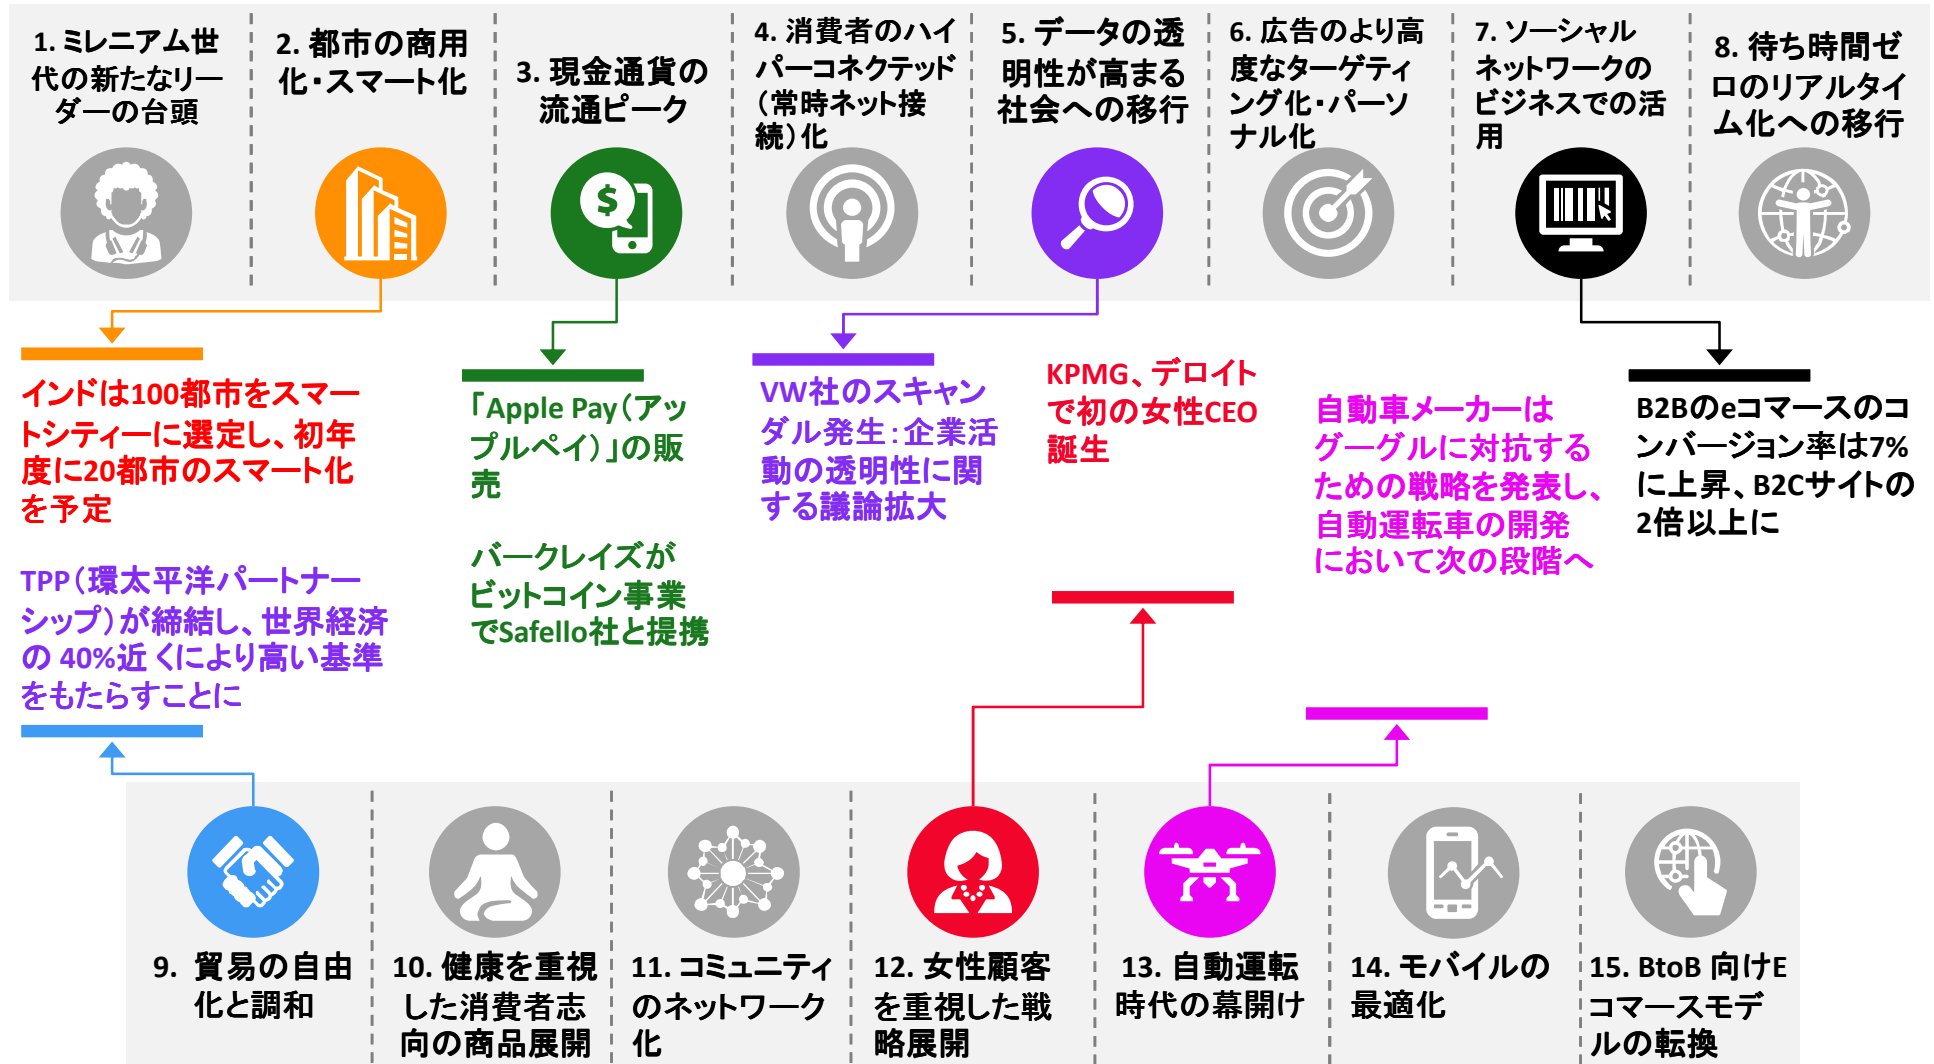 1. ミレニアム世
代の新たなリー
ダーの台頭
2. 都市の商用
化・スマート化
3. 現金通貨の
流通ピーク
4. 消費者のハイ
パーコネクテッド
（常時ネット接
続）化
5. データの透
明性が高まる
社会への移行
6. 広告のより高
度なターゲティ
ング化・パーソ
ナル化
7. ソーシャル
ネットワークの
ビジネスでの活
用
8. 待ち時間ゼ
ロのリアルタイ
ム化への移行
$
インドは100都市をスマー
トシティーに選定し、初年
度に20都市のスマート化
を予定
「Apple Pay（アッ
プルペイ）」の販
売
バークレイズが
ビットコイン事業
でSafello社と提携
VW社のスキャン
ダル発生：企業活
動の透明性に関
する議論拡大
KPMG、デロイト
で初の女性CEO
誕生
自動車メーカーは
グーグルに対抗する
ための戦略を発表し、
自動運転車の開発
において次の段階へ
B2Bのeコマースのコ
ンバージョン率は7%
に上昇、B2Cサイトの
2倍以上に
TPP（環太平洋パートナー
シップ）が締結し、世界経済
の 40%近くにより高い基準
をもたらすことに
9. 貿易の自由
化と調和
10. 健康を重視
した消費者志
向の商品展開
11. コミュニティ
のネットワーク
化
12. 女性顧客
を重視した戦
略展開
13. 自動運転
時代の幕開け
14. モバイルの
最適化
15. BtoB 向けE
コマースモデ
ルの転換